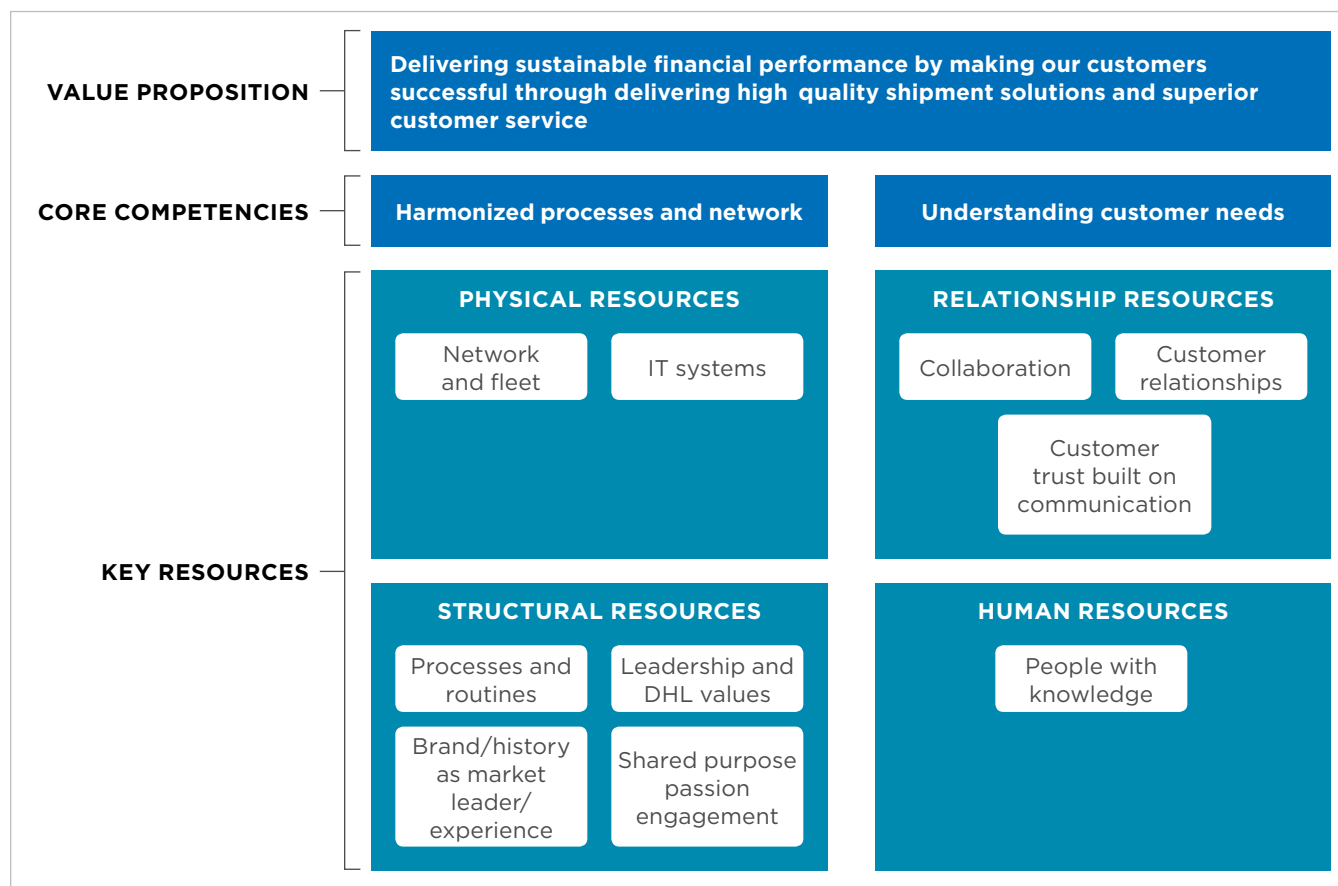 VALUE PROPOSITION
Delivering sustainable financial performance by making our customers
successful through delivering high quality shipment solutions and superior
customer service
CORE COMPETENCIES
Harmonized processes and network
Understanding customer needs
KEY RESOURCES
PHYSICAL RESOURCES
Network
and fleet
IT systems
RELATIONSHIP RESOURCES
Collaboration
Customer
relationships
Customer
trust built on
communication
STRUCTURAL RESOURCES
Processes and
routines
Leadership and
DHL values
Brand/history
as market
leader/
experience
Shared purpose
passion
engagement
HUMAN RESOURCES
People with
knowledge